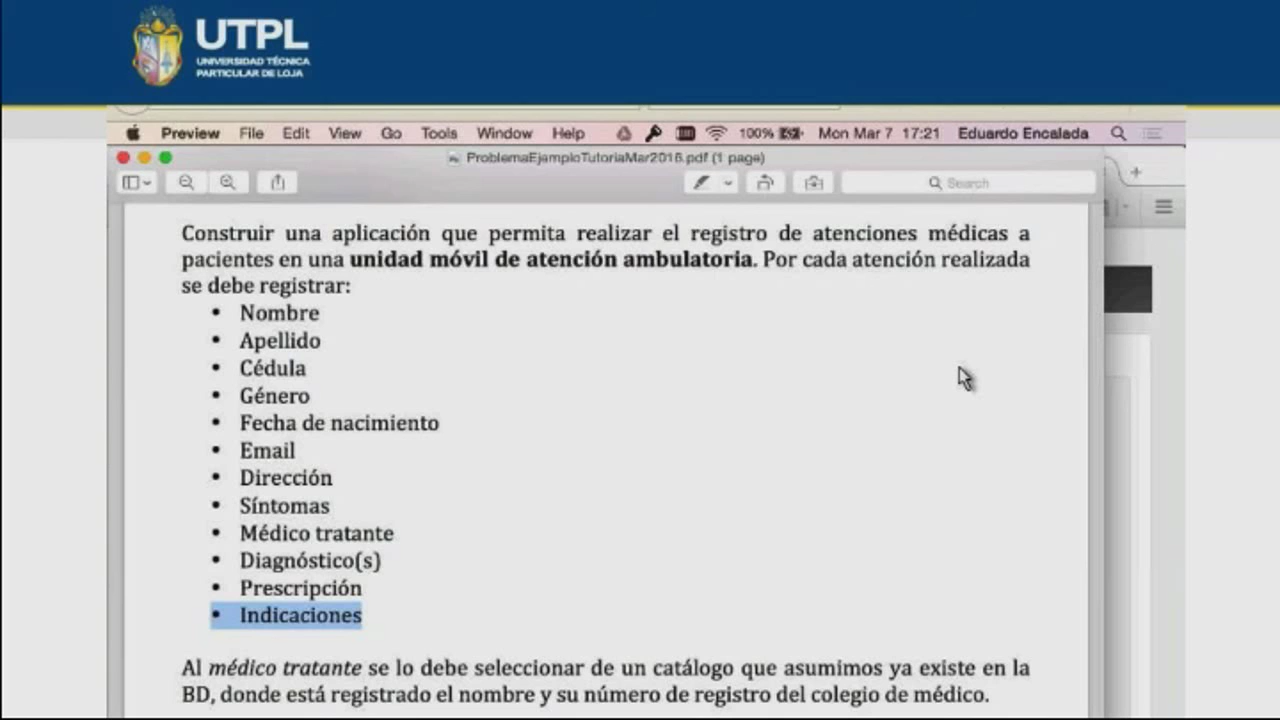 UTPL
UNIVERSIDAD TÉCNICA
PARTICULAR DE LOJA
Preview File Edit View Go Tools Window Help 100% Mon Mar 7 17:21 Eduardo Encalada
ProblemaEjemploTutoriaMar2016.pdf (1 page)
Search
Construir una aplicación que permita realizar el registro de atenciones médicas a
pacientes en una unidad móvil de atención ambulatoria. Por cada atención realizada
se debe registrar:
• Nombre
• Apellido
• Cédula
• Género
• Fecha de nacimiento
• Email
• Dirección
• Síntomas
• Médico tratante
• Diagnóstico(s)
• Prescripción
• Indicaciones
Al médico tratante se lo debe seleccionar de un catálogo que asumimos ya existe en la
BD, donde está registrado el nombre y su número de registro del colegio de médico.